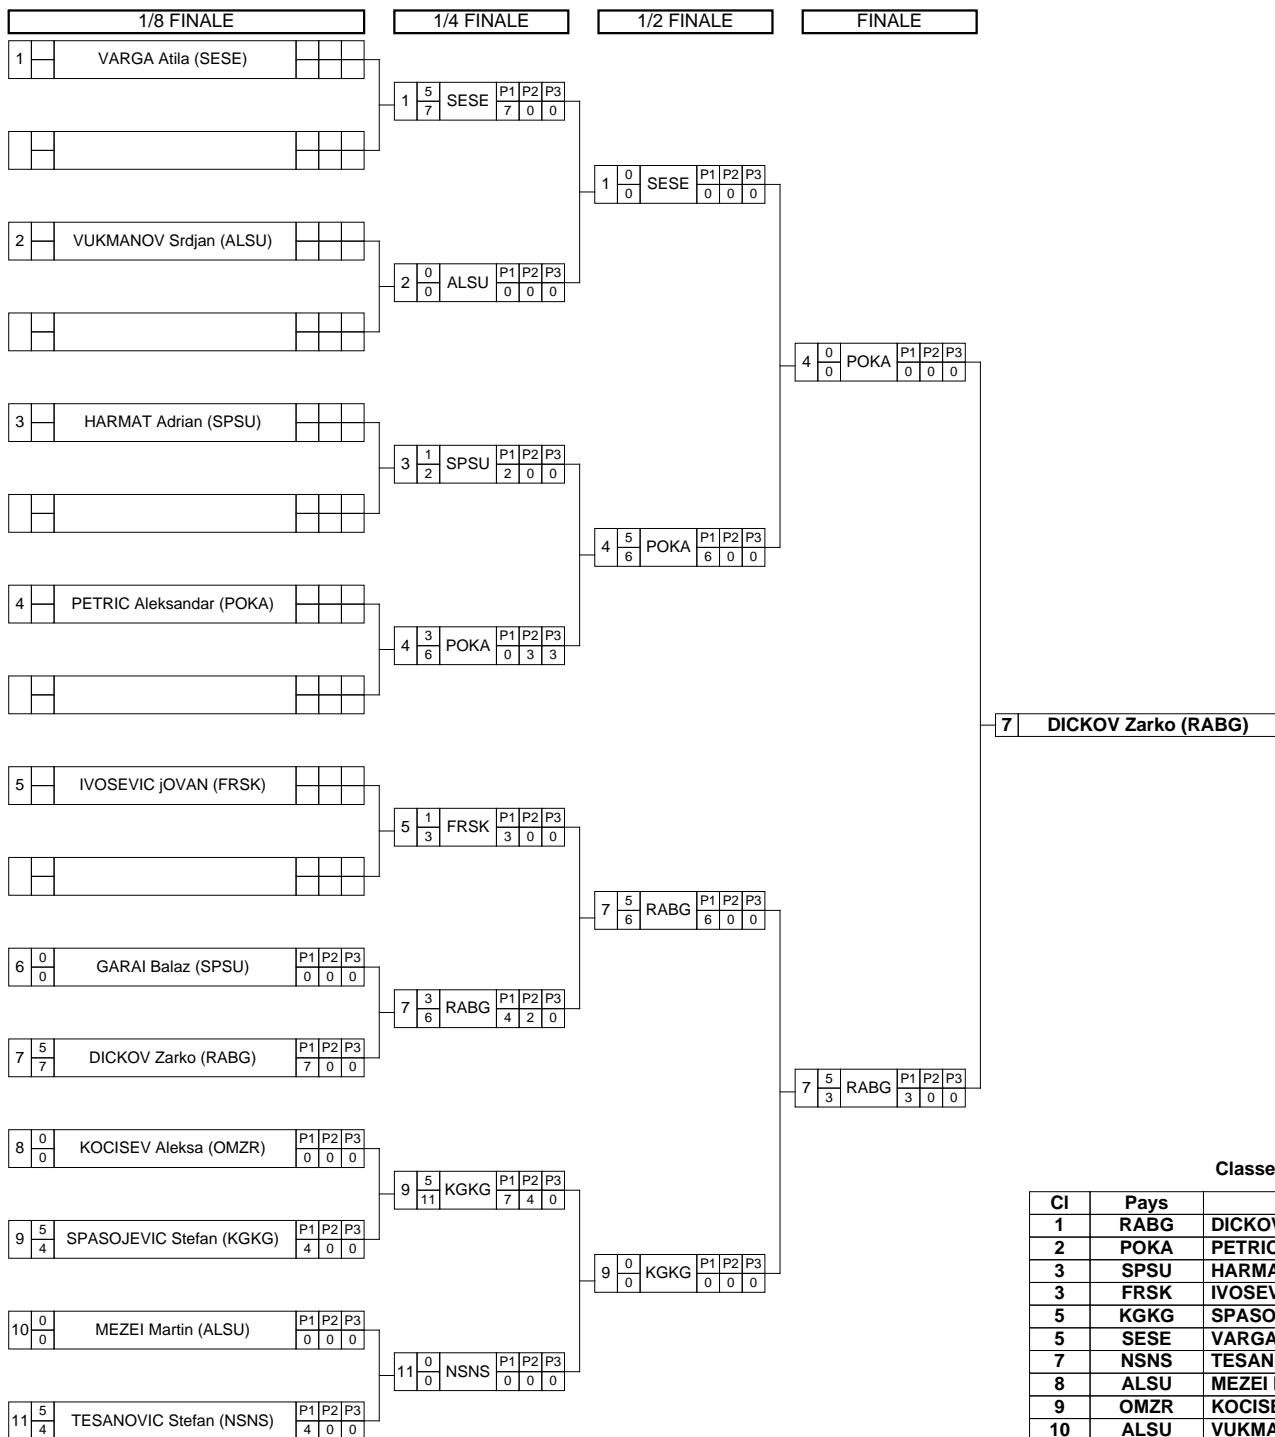 1/8 FINALE 1/4 FINALE 1/2 FINALE FINALE
1 VARGA Atila (SESE)
1 5 7 SESE P1 P2 P3 7 0 0
1 0 0 SESE P1 P2 P3 0 0 0
2 VUKMANOV Srdjan (ALSU)
2 0 0 ALSU P1 P2 P3 0 0 0
4 0 0 POKA P1 P2 P3 0 0 0
3 HARMAT Adrian (SPSU)
3 1 2 SPSU P1 P2 P3 2 0 0
4 5 6 POKA P1 P2 P3 6 0 0
4 PETRIC Aleksandar (POKA)
4 3 6 POKA P1 P2 P3 0 3 3
7 DICKOV Zarko (RABG)
5 IVOSEVIC jOVAN (FRSK)
5 1 3 FRSK P1 P2 P3 3 0 0
7 5 6 RABG P1 P2 P3 6 0 0
6 0 0 GARAI Balaz (SPSU) P1 P2 P3 0 0 0
7 3 6 RABG P1 P2 P3 4 2 0
7 5 7 DICKOV Zarko (RABG) P1 P2 P3 7 0 0
7 5 3 RABG P1 P2 P3 3 0 0
8 0 0 KOCISEV Aleksa (OMZR) P1 P2 P3 0 0 0
9 5 11 KGKG P1 P2 P3 7 4 0
9 5 4 SPASOJEVIC Stefan (KGKG) P1 P2 P3 4 0 0
9 0 0 KGKG P1 P2 P3 0 0 0
10 0 0 MEZEI Martin (ALSU) P1 P2 P3 0 0 0
11 0 0 NSNS P1 P2 P3 0 0 0
11 5 4 TESANOVIC Stefan (NSNS) P1 P2 P3 4 0 0
Classe
Cl Pays
1 RABG DICKOV
2 POKA PETRIC
3 SPSU HARMA
3 FRSK IVOSEV
5 KGKG SPASO
5 SESE VARGA
7 NSNS TESAN
8 ALSU MEZEI
9 OMZR KOCISE
10 ALSU VUKMA